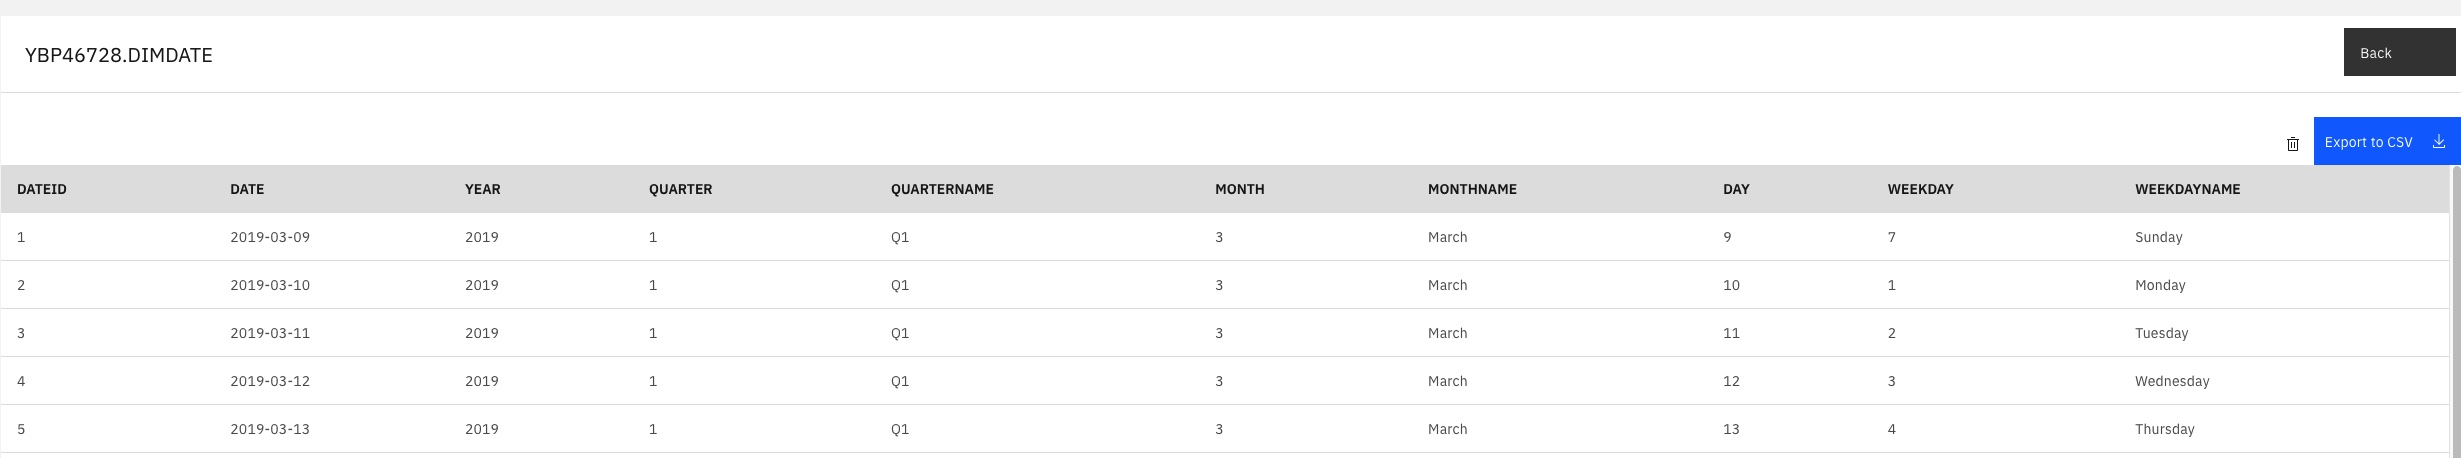 YBP46728.DIMDATE
Back
Export to CSV
DATEID DATE YEAR QUARTER QUARTERNAME MONTH MONTHNAME DAY WEEKDAY WEEKDAYNAME
1 2019-03-09 2019 1 Q1 3 March 9 7 Sunday
2 2019-03-10 2019 1 Q1 3 March 10 1 Monday
3 2019-03-11 2019 1 Q1 3 March 11 2 Tuesday
4 2019-03-12 2019 1 Q1 3 March 12 3 Wednesday
5 2019-03-13 2019 1 Q1 3 March 13 4 Thursday